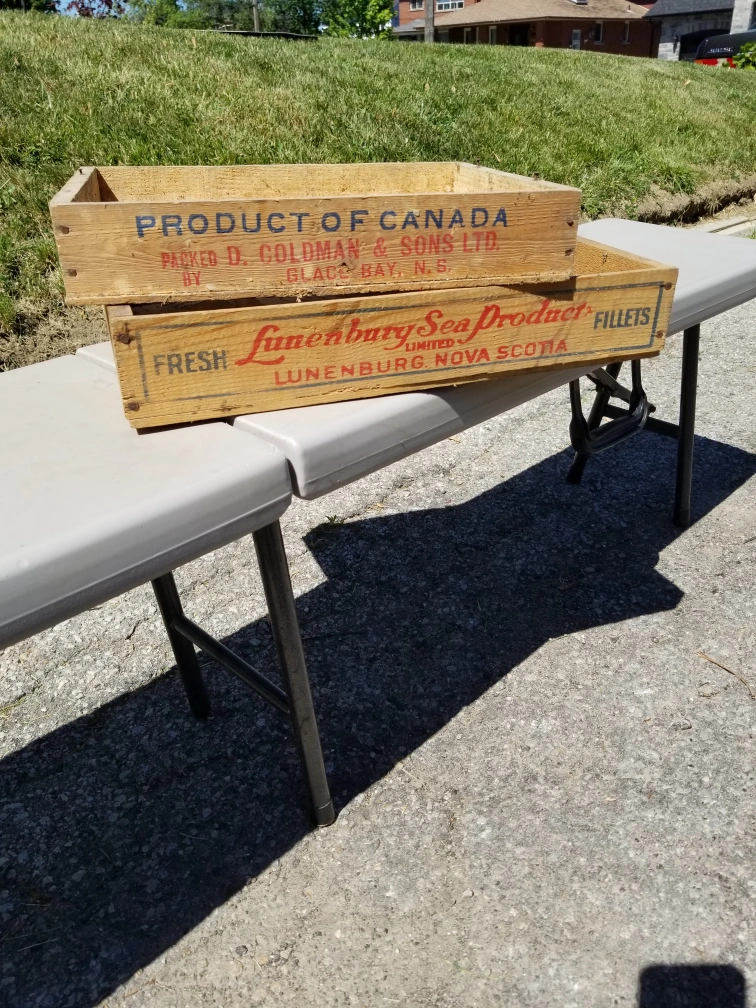 PRODUCT OF CANADA
PACKED BY D. GOLDMAN & SONS LTD.
GLACE BAY, N.S.
FRESH Lunenburg Sea Products FILLETS
LIMITED
LUNENBURG, NOVA SCOTIA